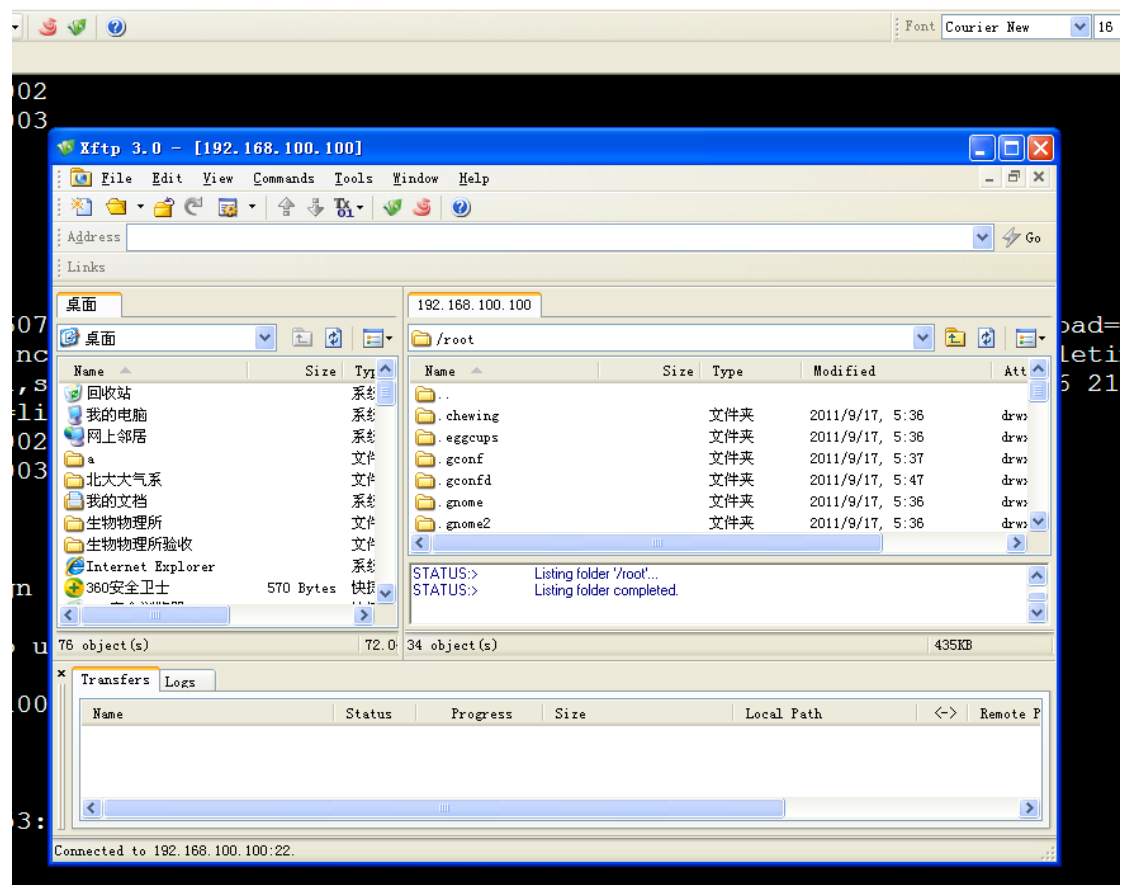 Font Courier New 16
002
003
Xftp 3.0 - [192.168.100.100]
File Edit View Commands Tools Window Help
Address Go
Links
桌面 192.168.100.100
桌面 /root
Name Size Name Size Type Modified
回收站
我的电脑 .chewing 文件夹 2011/9/17, 5:36
网上邻居 .eggcups 文件夹 2011/9/17, 5:36
a .gconf 文件夹 2011/9/17, 5:37
北大大气系 .gconfd 文件夹 2011/9/17, 5:47
我的文档 .gnome 文件夹 2011/9/17, 5:36
生物物理所 .gnome2 文件夹 2011/9/17, 5:36
生物物理所验收
Internet Explorer
360安全卫士 570 Bytes
STATUS:> Listing folder '/root'...
STATUS:> Listing folder completed.
76 object(s) 34 object(s) 435KB
Transfers Logs
Name Status Progress Size Local Path <-> Remote P
Connected to 192.168.100.100:22.